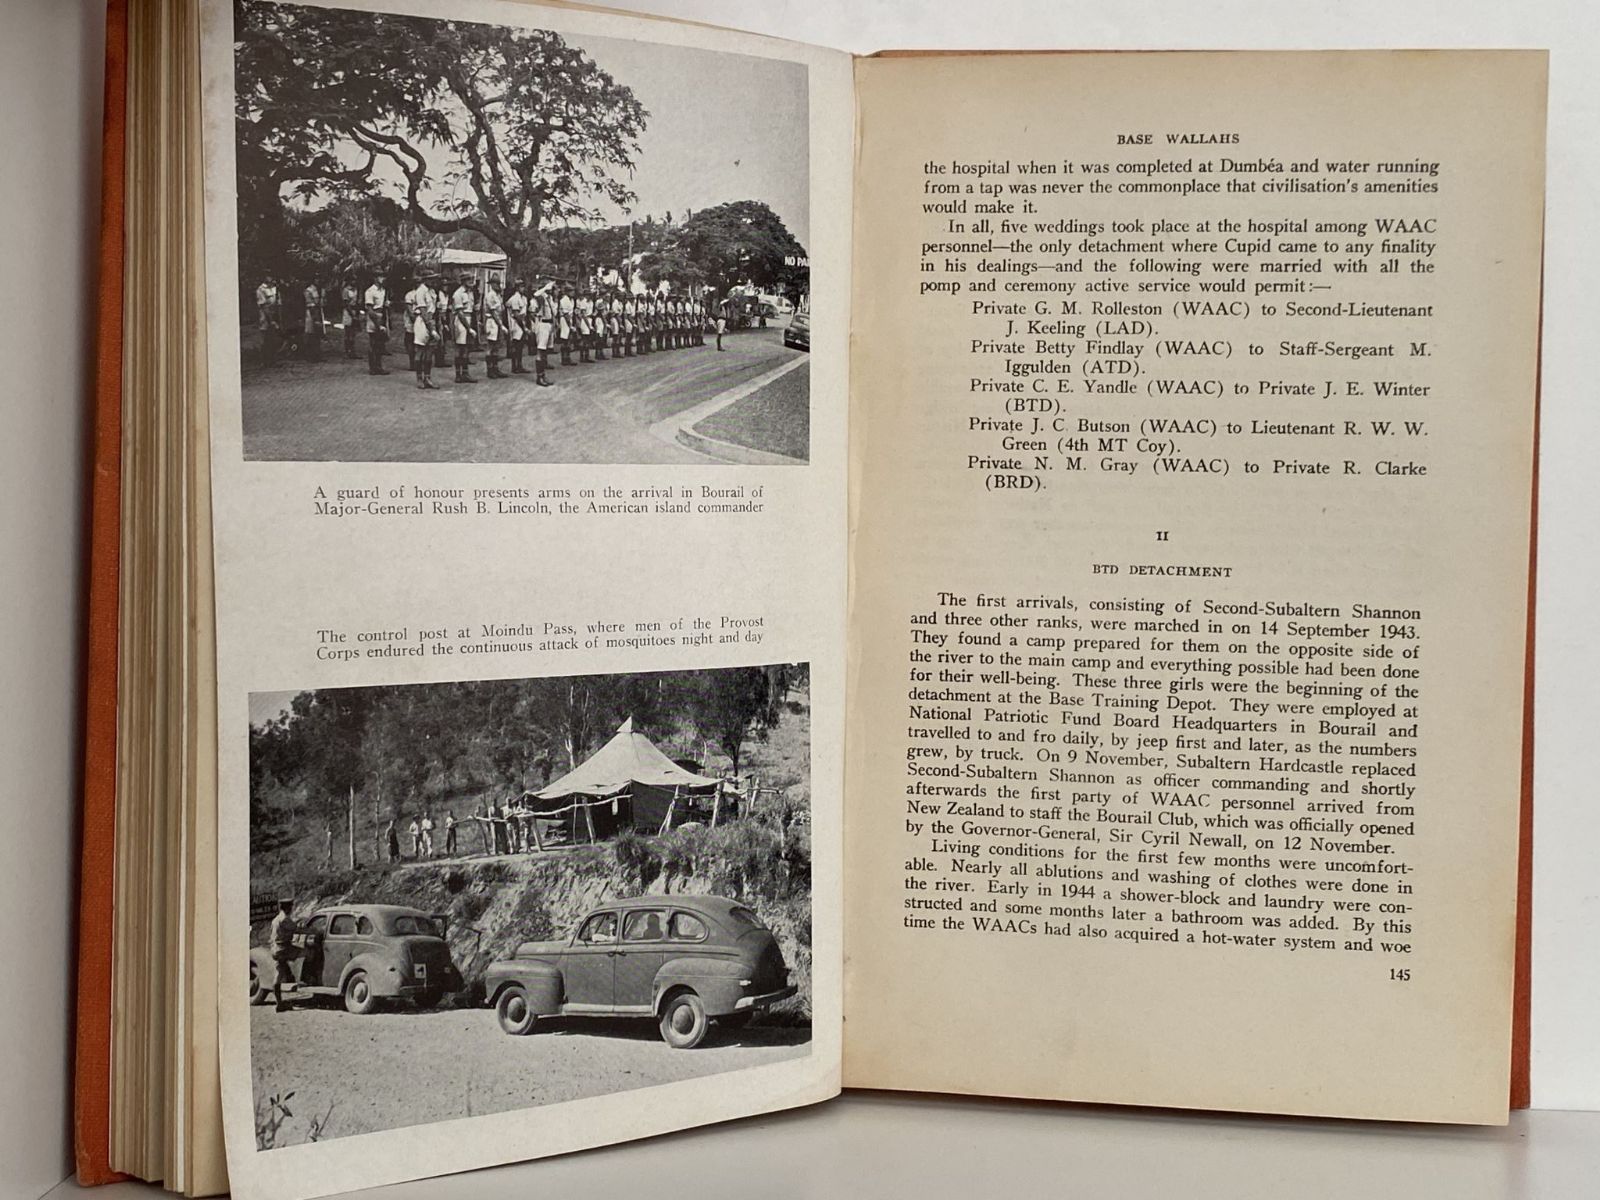 NO PA
A guard of honour presents arms on the arrival in Bourail of
Major-General Rush B. Lincoln, the American island commander
The control post at Moindu Pass, where men of the Provost
Corps endured the continuous attack of mosquitoes night and day
BASE WALLAHS
the hospital when it was completed at Dumbéa and water running
from a tap was never the commonplace that civilisation's amenities
would make it.
In all, five weddings took place at the hospital among WAAC
personnel—the only detachment where Cupid came to any finality
in his dealings—and the following were married with all the
pomp and ceremony active service would permit:—
Private G. M. Rolleston (WAAC) to Second-Lieutenant
J. Keeling (LAD).
Private Betty Findlay (WAAC) to Staff-Sergeant M.
Iggulden (ATD).
Private C. E. Yandle (WAAC) to Private J. E. Winter
(BTD).
Private J. C. Butson (WAAC) to Lieutenant R. W. W.
Green (4th MT Coy).
Private N. M. Gray (WAAC) to Private R. Clarke
(BRD).
II
BTD DETACHMENT
The first arrivals, consisting of Second-Subaltern Shannon
and three other ranks, were marched in on 14 September 1943.
They found a camp prepared for them on the opposite side of
the river to the main camp and everything possible had been done
for their well-being. These three girls were the beginning of the
detachment at the Base Training Depot. They were employed at
National Patriotic Fund Board Headquarters in Bourail and
travelled to and fro daily, by jeep first and later, as the numbers
grew, by truck. On 9 November, Subaltern Hardcastle replaced
Second-Subaltern Shannon as officer commanding and shortly
afterwards the first party of WAAC personnel arrived from
New Zealand to staff the Bourail Club, which was officially opened
by the Governor-General, Sir Cyril Newall, on 12 November.
Living conditions for the first few months were uncomfort-
able. Nearly all ablutions and washing of clothes were done in
the river. Early in 1944 a shower-block and laundry were con-
structed and some months later a bathroom was added. By this
time the WAACs had also acquired a hot-water system and woe
145